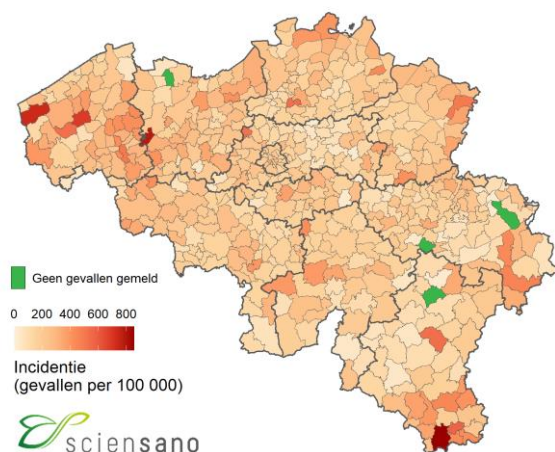 Geen gevallen gemeld
0 200 400 600 800
Incidentie
(gevallen per 100 000)
sciensano